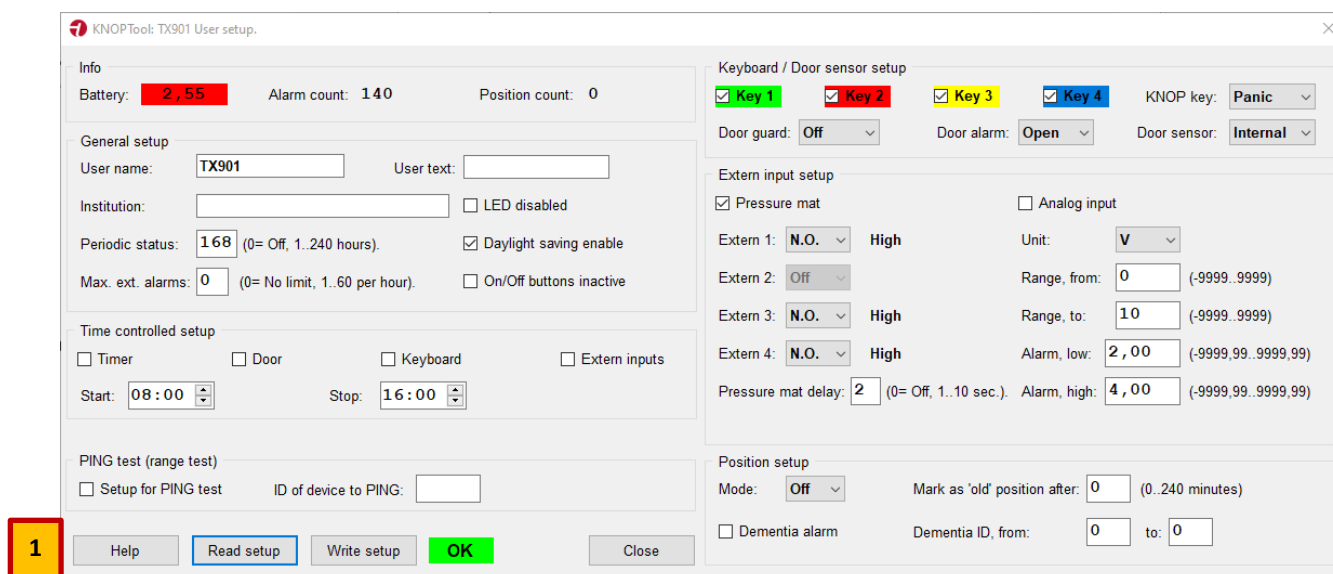 KNOPTool: TX901 User setup.
Info
Battery: 2,55 Alarm count: 140 Position count: 0
General setup
User name: TX901 User text:
Institution: LED disabled
Periodic status: 168 (0= Off, 1..240 hours). Daylight saving enable
Max. ext. alarms: 0 (0= No limit, 1..60 per hour). On/Off buttons inactive
Time controlled setup
Timer Door Keyboard Extern inputs
Start: 08:00 Stop: 16:00
PING test (range test)
Setup for PING test ID of device to PING:
1
Help Read setup Write setup OK Close
Keyboard / Door sensor setup
Key 1 Key 2 Key 3 Key 4 KNOP key: Panic
Door guard: Off Door alarm: Open Door sensor: Internal
Extern input setup
Pressure mat Analog input
Extern 1: N.O. High Unit: V
Extern 2: Off Range, from: 0 (-9999..9999)
Extern 3: N.O. High Range, to: 10 (-9999..9999)
Extern 4: N.O. High Alarm, low: 2,00 (-9999,99..9999,99)
Pressure mat delay: 2 (0= Off, 1..10 sec.). Alarm, high: 4,00 (-9999,99..9999,99)
Position setup
Mode: Off Mark as 'old' position after: 0 (0..240 minutes)
Dementia alarm Dementia ID, from: 0 to: 0